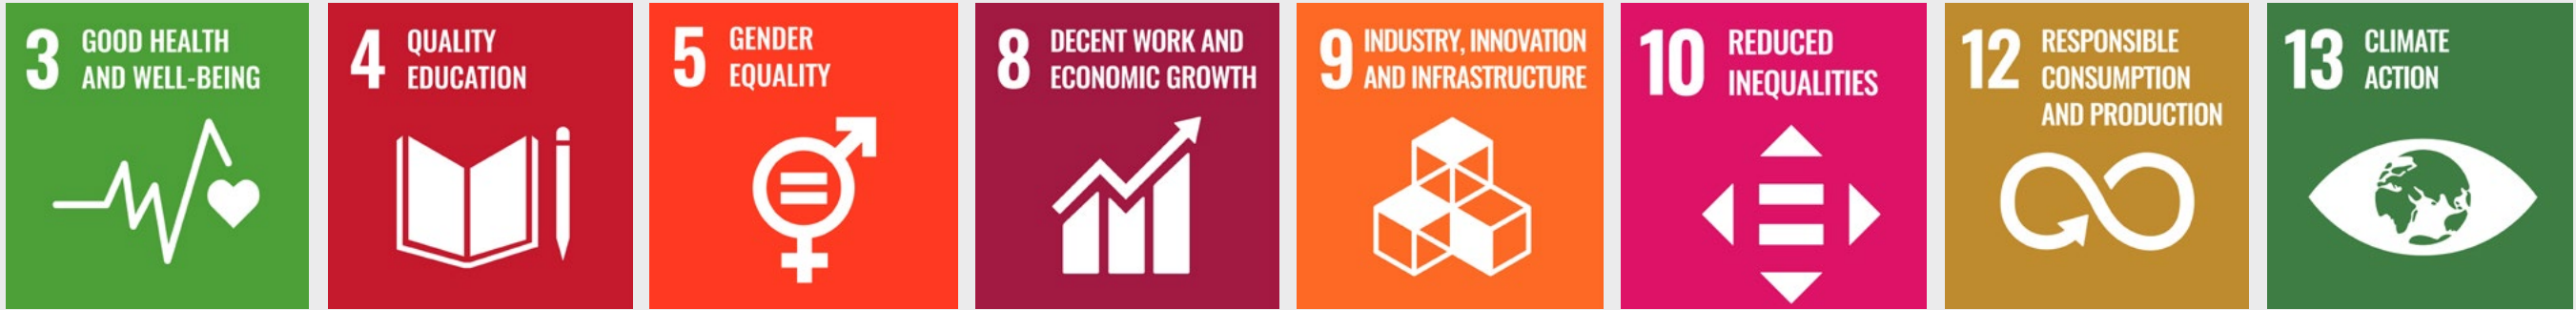 3 GOOD HEALTH
AND WELL-BEING
4 QUALITY
EDUCATION
5 GENDER
EQUALITY
8 DECENT WORK AND
ECONOMIC GROWTH
9 INDUSTRY, INNOVATION
AND INFRASTRUCTURE
10 REDUCED
INEQUALITIES
12 RESPONSIBLE
CONSUMPTION
AND PRODUCTION
13 CLIMATE
ACTION